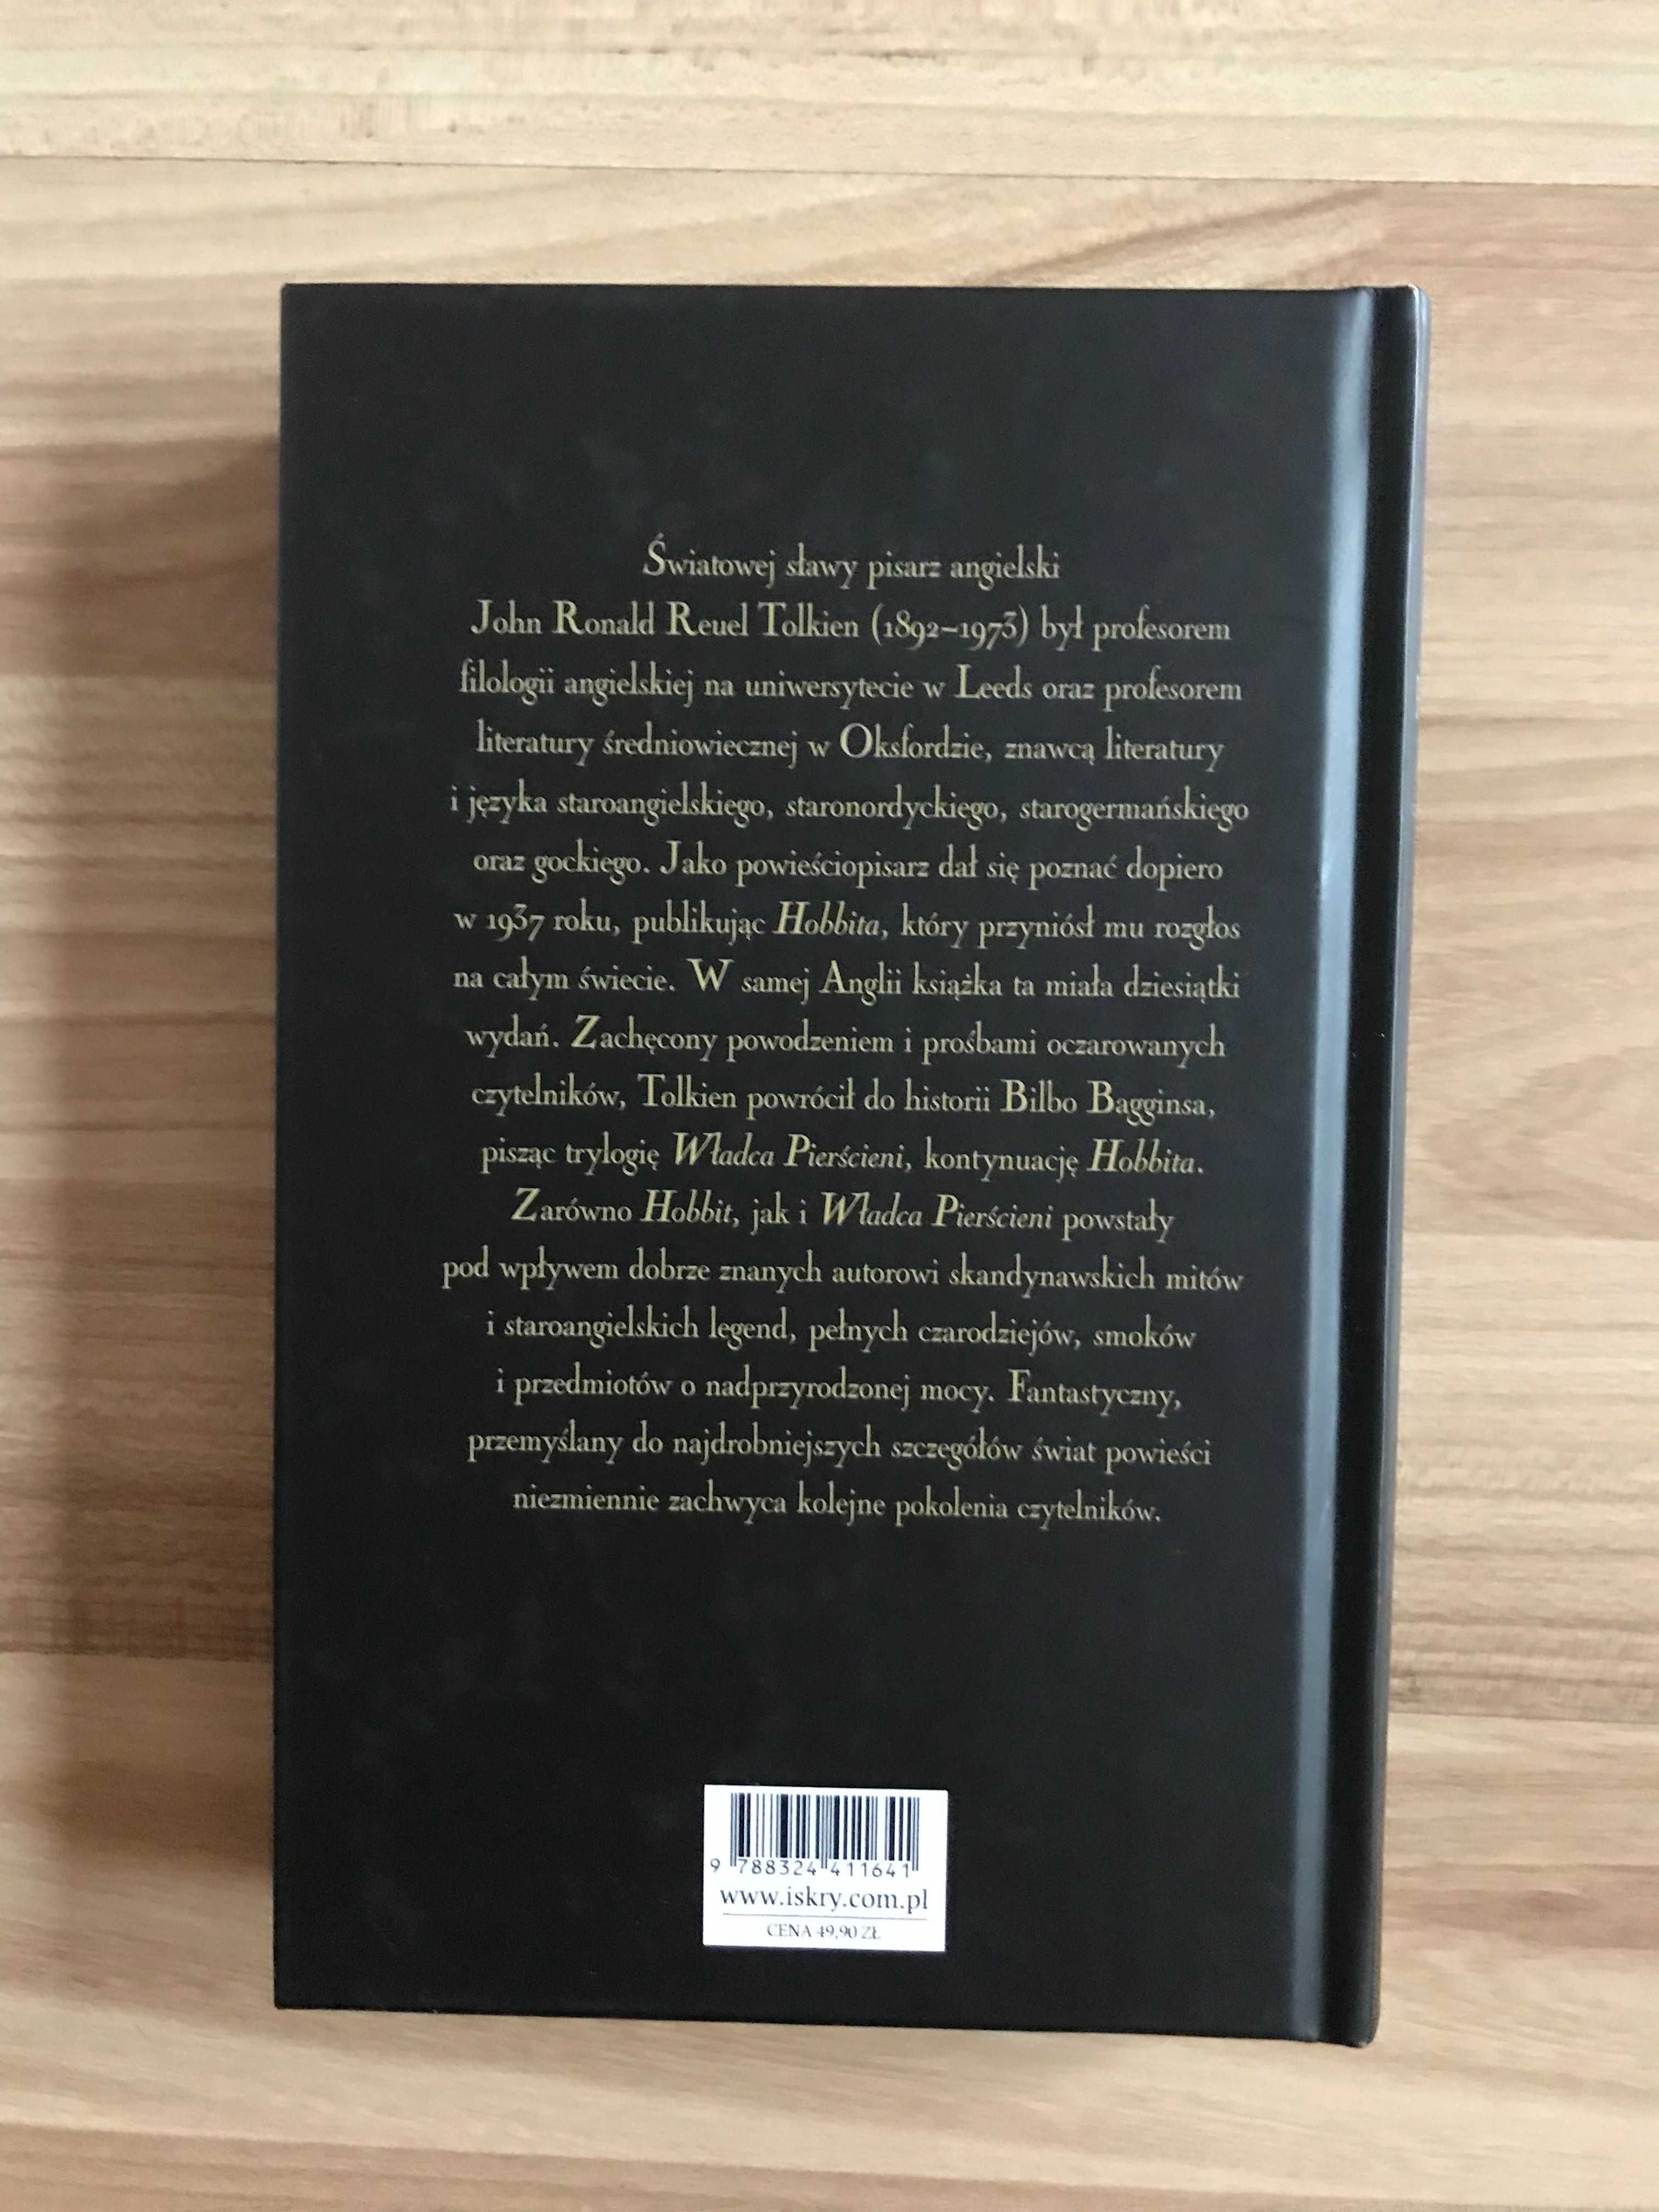 Światowej sławy pisarz angielski
John Ronald Reuel Tolkien (1892–1973) był profesorem
filologii angielskiej na uniwersytecie w Leeds oraz profesorem
literatury średniowiecznej w Oksfordzie, znawcą literatury
i języka staroangielskiego, staronordyckiego, starogermańskiego
oraz gockiego. Jako powieściopisarz dał się poznać dopiero
w 1937 roku, publikując Hobbita, który przyniósł mu rozgłos
na całym świecie. W samej Anglii książka ta miała dziesiątki
wydań. Zachęcony powodzeniem i prośbami oczarowanych
czytelników, Tolkien powrócił do historii Bilbo Bagginsa,
pisząc trylogię Władca Pierścieni, kontynuację Hobbita.
Zarówno Hobbit, jak i Władca Pierścieni powstały
pod wpływem dobrze znanych autorowi skandynawskich mitów
i staroangielskich legend, pełnych czarodziejów, smoków
i przedmiotów o nadprzyrodzonej mocy. Fantastyczny,
przemyślany do najdrobniejszych szczegółów świat powieści
niezmiennie zachwyca kolejne pokolenia czytelników.
9 788324 411641
www.iskry.com.pl
CENA 49,90 ZŁ